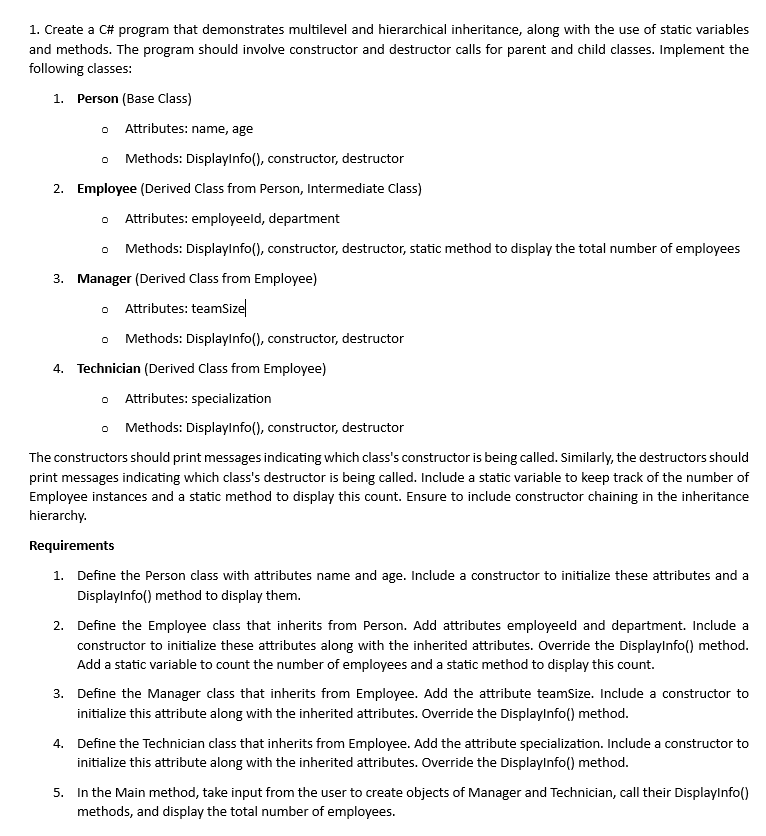 1. Create a C# program that demonstrates multilevel and hierarchical inheritance, along with the use of static variables
and methods. The program should involve constructor and destructor calls for parent and child classes. Implement the
following classes:
1. Person (Base Class)
o Attributes: name, age
o Methods: DisplayInfo(), constructor, destructor
2. Employee (Derived Class from Person, Intermediate Class)
o Attributes: employeeId, department
o Methods: DisplayInfo(), constructor, destructor, static method to display the total number of employees
3. Manager (Derived Class from Employee)
o Attributes: teamSize
o Methods: DisplayInfo(), constructor, destructor
4. Technician (Derived Class from Employee)
o Attributes: specialization
o Methods: DisplayInfo(), constructor, destructor
The constructors should print messages indicating which class's constructor is being called. Similarly, the destructors should
print messages indicating which class's destructor is being called. Include a static variable to keep track of the number of
Employee instances and a static method to display this count. Ensure to include constructor chaining in the inheritance
hierarchy.
Requirements
1. Define the Person class with attributes name and age. Include a constructor to initialize these attributes and a
DisplayInfo() method to display them.
2. Define the Employee class that inherits from Person. Add attributes employeeId and department. Include a
constructor to initialize these attributes along with the inherited attributes. Override the DisplayInfo() method.
Add a static variable to count the number of employees and a static method to display this count.
3. Define the Manager class that inherits from Employee. Add the attribute teamSize. Include a constructor to
initialize this attribute along with the inherited attributes. Override the DisplayInfo() method.
4. Define the Technician class that inherits from Employee. Add the attribute specialization. Include a constructor to
initialize this attribute along with the inherited attributes. Override the DisplayInfo() method.
5. In the Main method, take input from the user to create objects of Manager and Technician, call their DisplayInfo()
methods, and display the total number of employees.